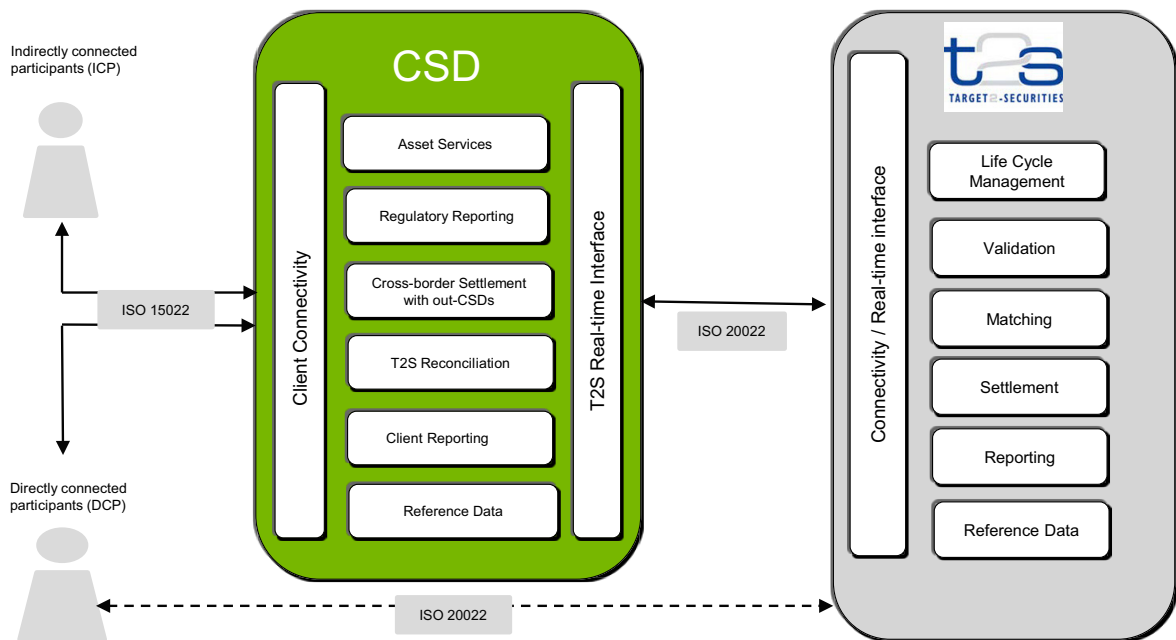 Indirectly connected
participants (ICP)
ISO 15022
Directly connected
participants (DCP)
CSD
Client Connectivity
Asset Services
Regulatory Reporting
Cross-border Settlement
with out-CSDs
T2S Reconciliation
Client Reporting
Reference Data
T2S Real-time Interface
ISO 20022
ISO 20022
t2s
TARGET2-SECURITIES
Connectivity / Real-time interface
Life Cycle
Management
Validation
Matching
Settlement
Reporting
Reference Data